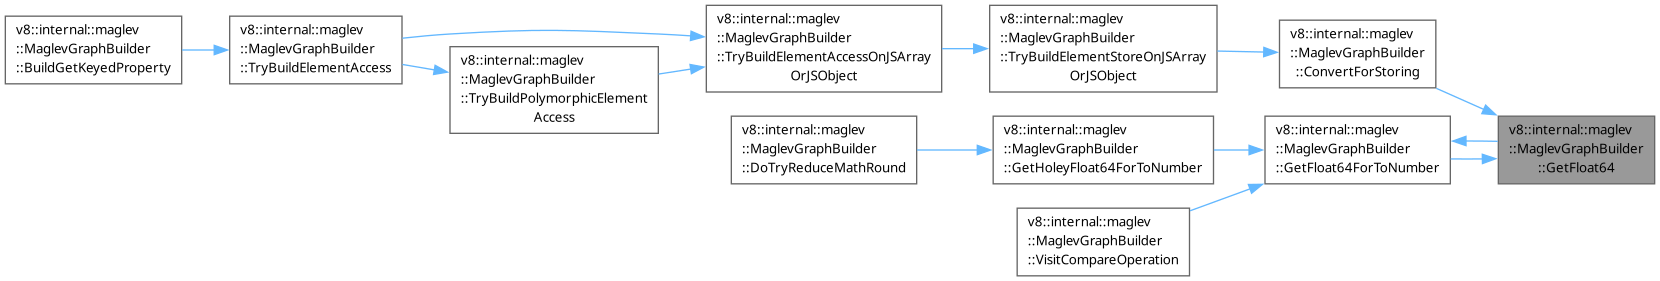 v8::internal::maglev
::MaglevGraphBuilder
::BuildGetKeyedProperty
v8::internal::maglev
::MaglevGraphBuilder
::TryBuildElementAccess
v8::internal::maglev
::MaglevGraphBuilder
::TryBuildPolymorphicElement
Access
v8::internal::maglev
::MaglevGraphBuilder
::TryBuildElementAccessOnJSArray
OrJSObject
v8::internal::maglev
::MaglevGraphBuilder
::TryBuildElementStoreOnJSArray
OrJSObject
v8::internal::maglev
::MaglevGraphBuilder
::ConvertForStoring
v8::internal::maglev
::MaglevGraphBuilder
::DoTryReduceMathRound
v8::internal::maglev
::MaglevGraphBuilder
::GetHoleyFloat64ForToNumber
v8::internal::maglev
::MaglevGraphBuilder
::GetFloat64ForToNumber
v8::internal::maglev
::MaglevGraphBuilder
::GetFloat64
v8::internal::maglev
::MaglevGraphBuilder
::VisitCompareOperation